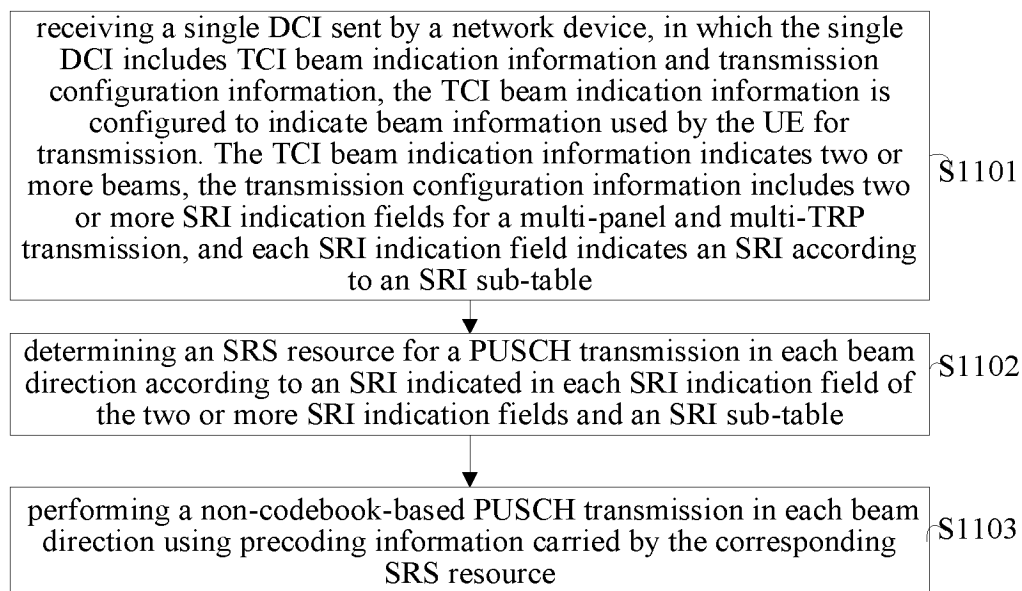 receiving a single DCI sent by a network device, in which the single
DCI includes TCI beam indication information and transmission
configuration information, the TCI beam indication information is
configured to indicate beam information used by the UE for
transmission. The TCI beam indication information indicates two or
more beams, the transmission configuration information includes two
or more SRI indication fields for a multi-panel and multi-TRP
transmission, and each SRI indication field indicates an SRI according
to an SRI sub-table
S1101
determining an SRS resource for a PUSCH transmission in each beam
direction according to an SRI indicated in each SRI indication field of
the two or more SRI indication fields and an SRI sub-table
S1102
performing a non-codebook-based PUSCH transmission in each beam
direction using precoding information carried by the corresponding
SRS resource
S1103